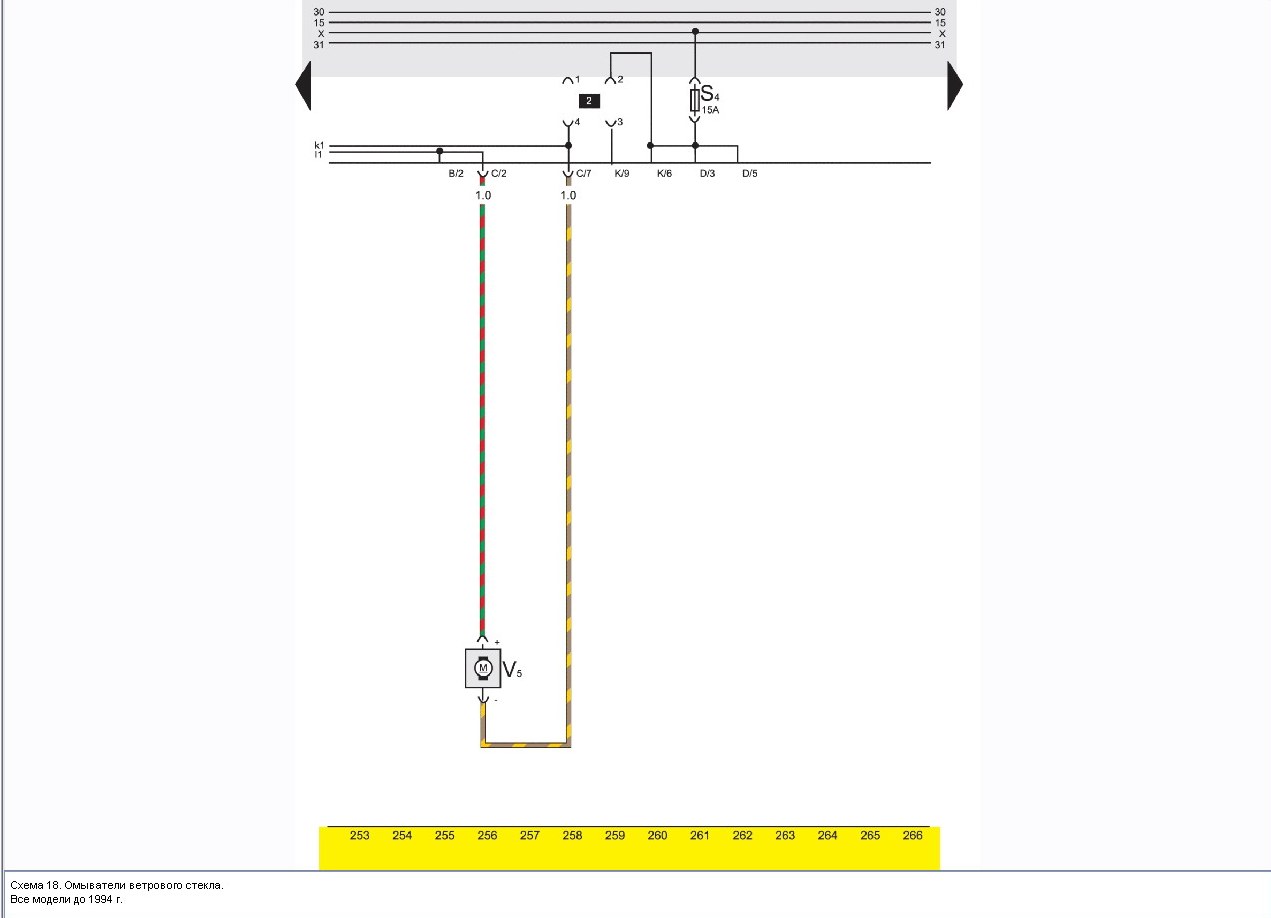 30 30
15 15
X X
31 31
1 2
S4
2
15A
4 3
k1
l1
B/2 C/2 C/7 K/9 K/6 D/3 D/5
1.0 1.0
+
M V5
-
253 254 255 256 257 258 259 260 261 262 263 264 265 266
Схема 18. Омыватели ветрового стекла.
Все модели до 1994 г.